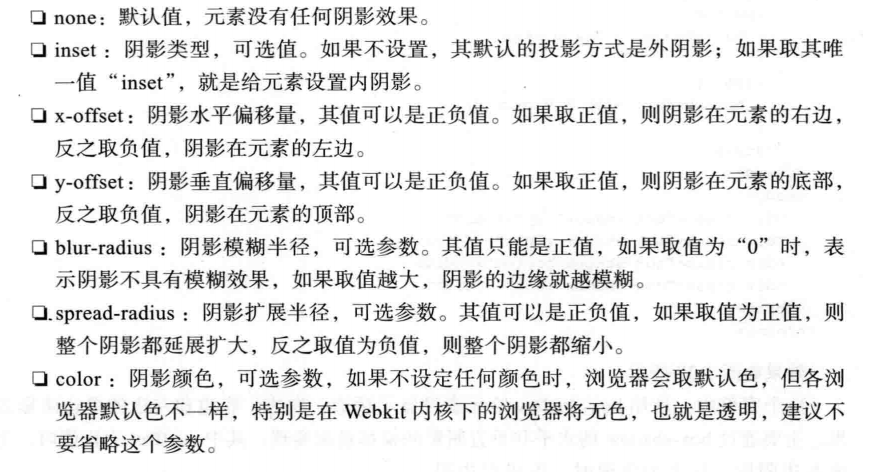 ❏ none：默认值，元素没有任何阴影效果。
❏ inset：阴影类型，可选值。如果不设置，其默认的投影方式是外阴影；如果取其唯
一值“inset”，就是给元素设置内阴影。
❏ x-offset：阴影水平偏移量，其值可以是正负值。如果取正值，则阴影在元素的右边，
反之取负值，阴影在元素的左边。
❏ y-offset：阴影垂直偏移量，其值可以是正负值。如果取正值，则阴影在元素的底部，
反之取负值，阴影在元素的顶部。
❏ blur-radius：阴影模糊半径，可选参数。其值只能是正值，如果取值为“0”时，表
示阴影不具有模糊效果，如果取值越大，阴影的边缘就越模糊。
❏ spread-radius：阴影扩展半径，可选参数。其值可以是正负值，如果取值为正值，则
整个阴影都延展扩大，反之取值为负值，则整个阴影都缩小。
❏ color：阴影颜色，可选参数，如果不设定任何颜色时，浏览器会取默认色，但各浏
览器默认色不一样，特别是在 Webkit 内核下的浏览器将无色，也就是透明，建议不
要省略这个参数。